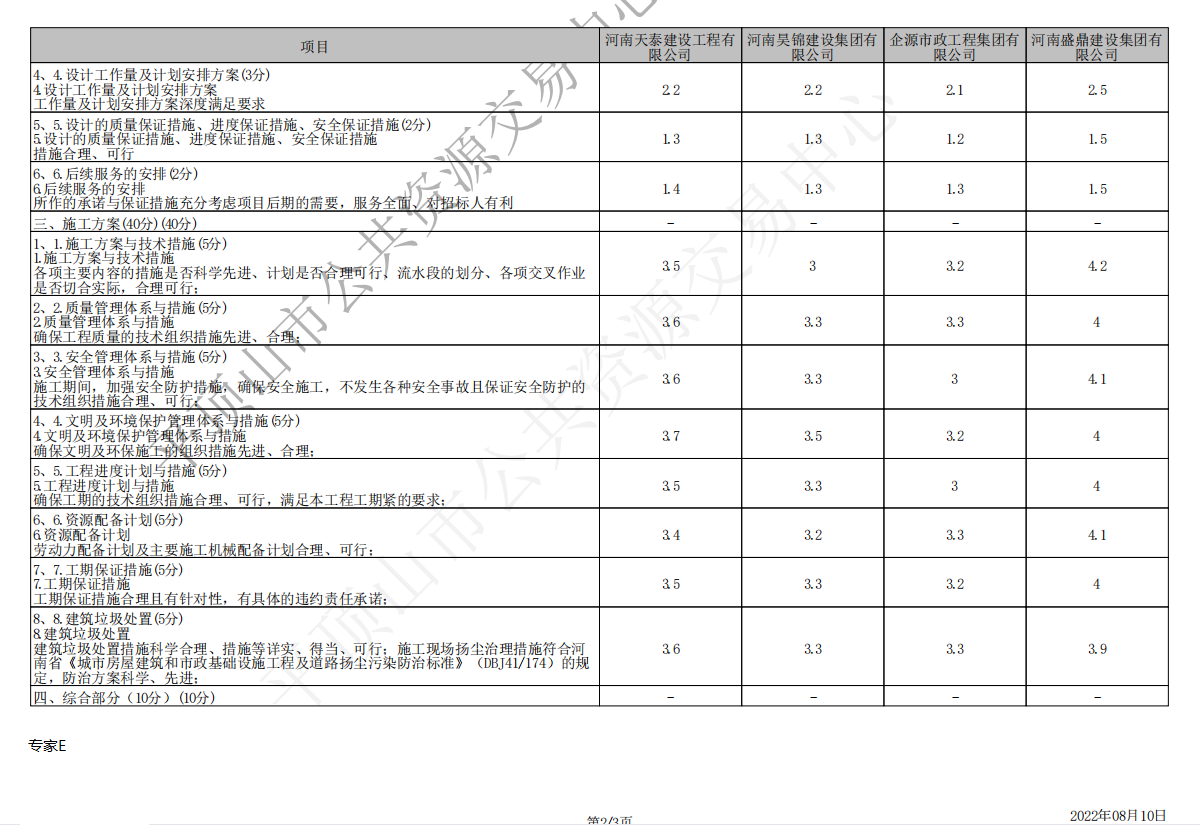 项目
河南天泰建设工程有
限公司
河南昊锦建设集团有
限公司
企源市政工程集团有
限公司
河南盛鼎建设集团有
限公司
4、4.设计工作量及计划安排方案(3分)
4.设计工作量及计划安排方案
工作量及计划安排方案深度满足要求
2.2
2.2
2.1
2.5
5、5.设计的质量保证措施、进度保证措施、安全保证措施(2分)
5.设计的质量保证措施、进度保证措施、安全保证措施
措施合理、可行
1.3
1.3
1.2
1.5
6、6.后续服务的安排(2分)
6.后续服务的安排
所作的承诺与保证措施充分考虑项目后期的需要，服务全面、对招标人有利
1.4
1.3
1.3
1.5
三、施工方案(40分)(40分)
-
-
-
-
1、1.施工方案与技术措施(5分)
1.施工方案与技术措施
各项主要内容的措施是否科学先进、计划是否合理可行、流水段的划分、各项交叉作业
是否切合实际，合理可行；
3.5
3
3.2
4.2
2、2.质量管理体系与措施(5分)
2.质量管理体系与措施
确保工程质量的技术组织措施先进、合理；
3.6
3.3
3.3
4
3、3.安全管理体系与措施(5分)
3.安全管理体系与措施
施工期间，加强安全防护措施，确保安全施工，不发生各种安全事故且保证安全防护的
技术组织措施合理、可行；
3.6
3.3
3
4.1
4、4.文明及环境保护管理体系与措施(5分)
4.文明及环境保护管理体系与措施
确保文明及环保施工的组织措施先进、合理；
3.7
3.5
3.2
4
5、5.工程进度计划与措施(5分)
5.工程进度计划与措施
确保工期的技术组织措施合理、可行，满足本工程工期紧的要求；
3.5
3.3
3
4
6、6.资源配备计划(5分)
6.资源配备计划
劳动力配备计划及主要施工机械配备计划合理、可行；
3.4
3.2
3.3
4.1
7、7.工期保证措施(5分)
7.工期保证措施
工期保证措施合理且有针对性，有具体的违约责任承诺；
3.5
3.3
3.2
4
8、8.建筑垃圾处置(5分)
8.建筑垃圾处置
建筑垃圾处置措施科学合理、措施等详实、得当、可行；施工现场扬尘治理措施符合河
南省《城市房屋建筑和市政基础设施工程及道路扬尘污染防治标准》（DBJ41/174）的规
定，防治方案科学、先进；
3.6
3.3
3.3
3.9
四、综合部分（10分）(10分)
-
-
-
-
平顶山市公共资源交易中心
平顶山市公共资源交易中心
专家E
第2/3页
2022年08月10日